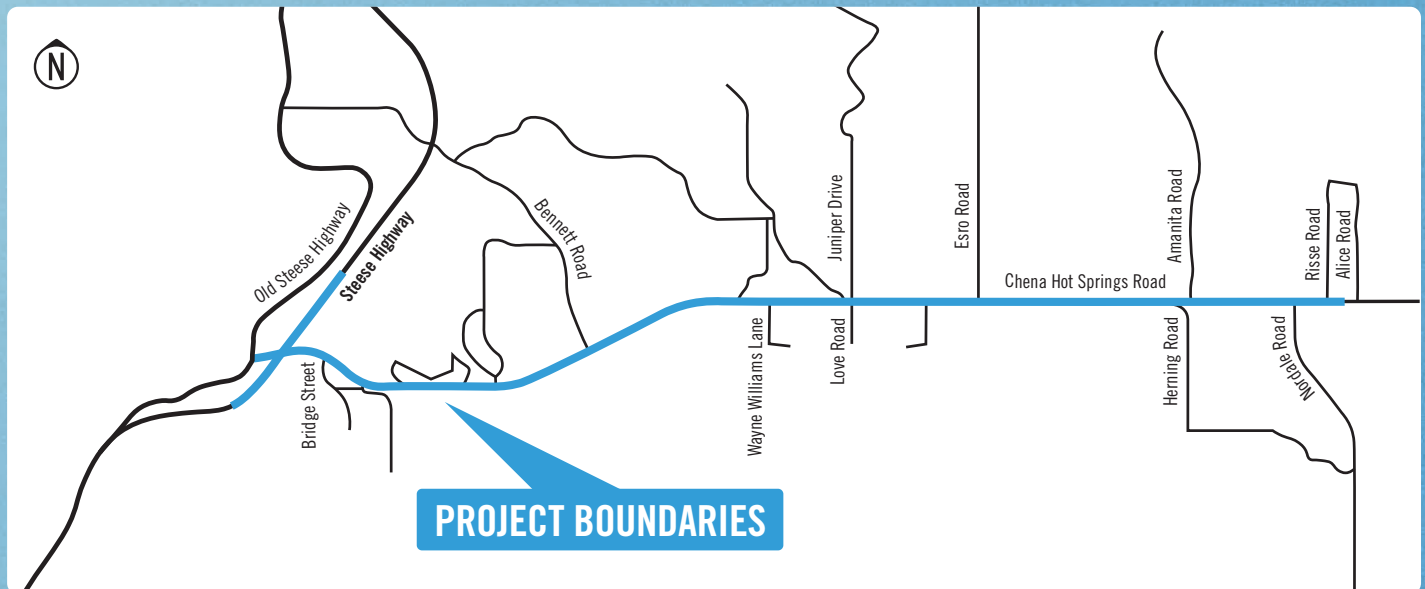 N
Old Steese Highway
Steese Highway
Bennett Road
Juniper Drive
Esro Road
Amanita Road
Risse Road
Alice Road
Chena Hot Springs Road
Bridge Street
Wayne Williams Lane
Love Road
Herning Road
Nordale Road
PROJECT BOUNDARIES